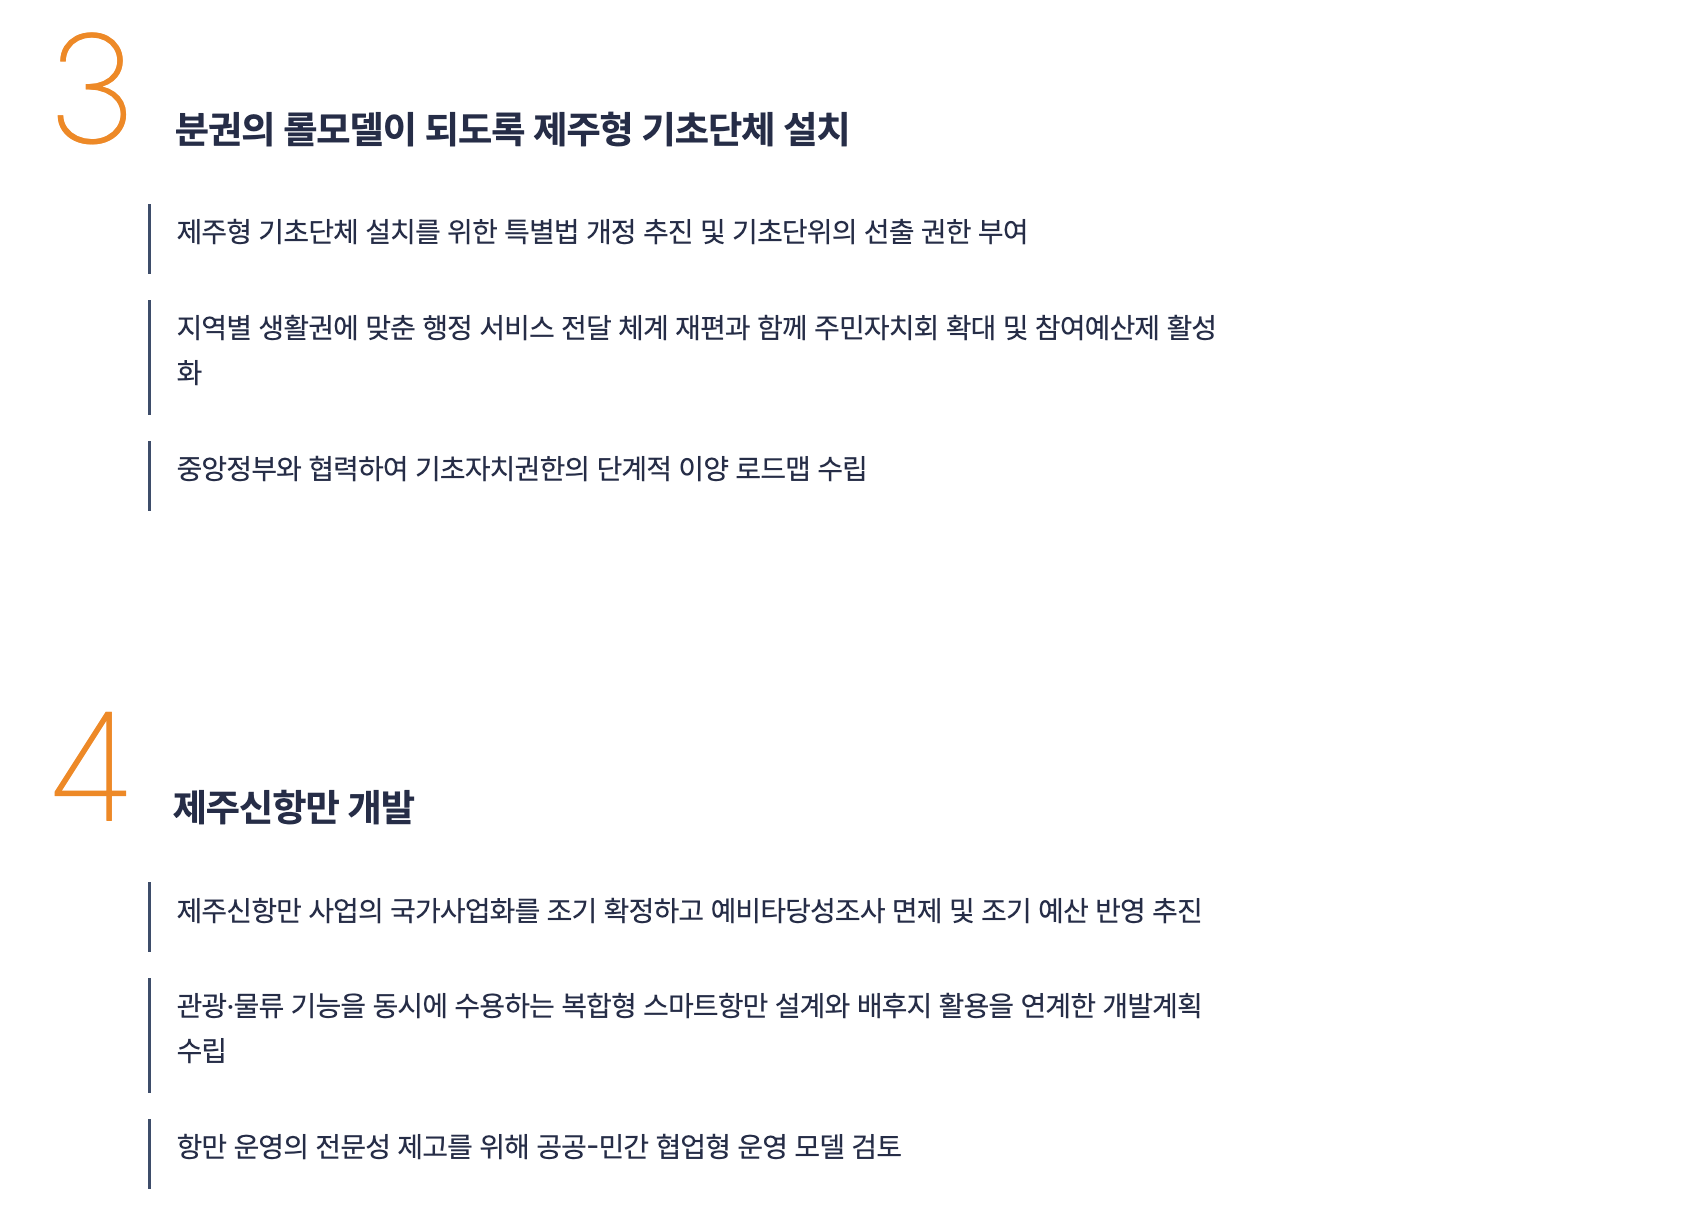 3
분권의 롤모델이 되도록 제주형 기초단체 설치
제주형 기초단체 설치를 위한 특별법 개정 추진 및 기초단위의 선출 권한 부여
지역별 생활권에 맞춘 행정 서비스 전달 체계 재편과 함께 주민자치회 확대 및 참여예산제 활성
화
중앙정부와 협력하여 기초자치권한의 단계적 이양 로드맵 수립
4
제주신항만 개발
제주신항만 사업의 국가사업화를 조기 확정하고 예비타당성조사 면제 및 조기 예산 반영 추진
관광·물류 기능을 동시에 수용하는 복합형 스마트항만 설계와 배후지 활용을 연계한 개발계획
수립
항만 운영의 전문성 제고를 위해 공공-민간 협업형 운영 모델 검토